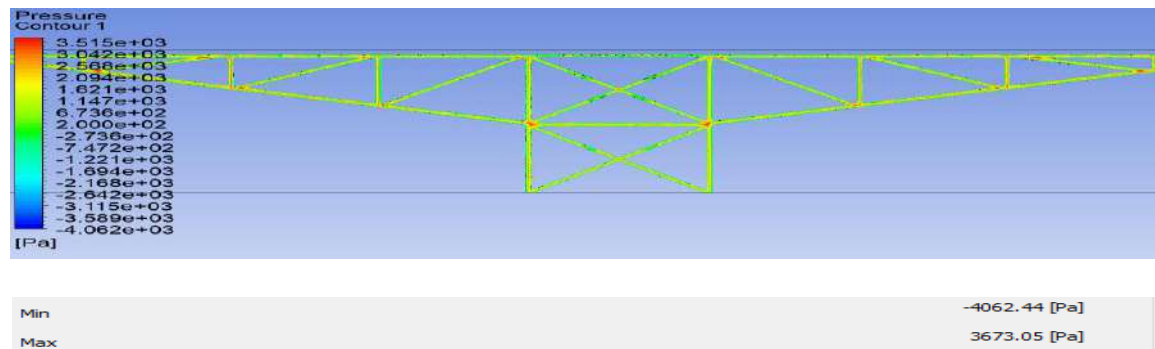 Pressure
Contour 1
3.515e+03
3.042e+03
2.568e+03
2.094e+03
1.621e+03
1.147e+03
6.736e+02
2.000e+02
-2.736e+02
-7.472e+02
-1.221e+03
-1.694e+03
-2.168e+03
-2.642e+03
-3.115e+03
-3.589e+03
-4.062e+03
[Pa]
Min -4062.44 [Pa]
Max 3673.05 [Pa]